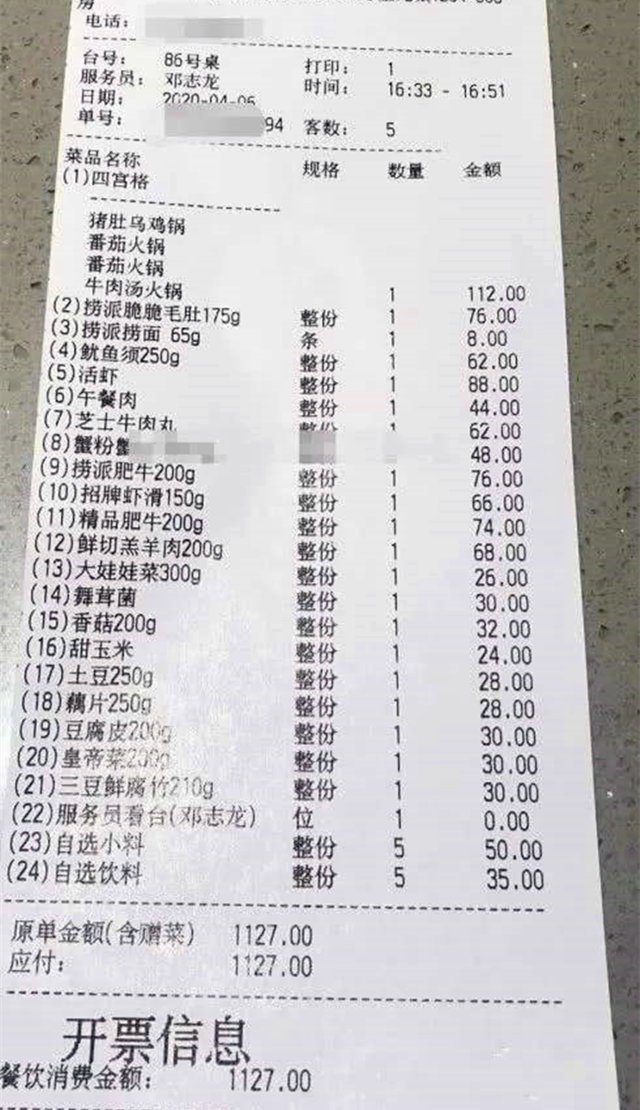 电话：
台号： 86号桌 打印： 1
服务员： 邓志龙 时间： 16:33 - 16:51
日期： 2020-04-06
单号： 94 客数： 5
菜品名称 规格 数量 金额
(1)四宫格
猪肚乌鸡锅
番茄火锅
番茄火锅
牛肉汤火锅 1 112.00
(2)捞派脆脆毛肚175g 整份 1 76.00
(3)捞派捞面 65g 条 1 8.00
(4)鱿鱼须250g 整份 1 62.00
(5)活虾 整份 1 88.00
(6)午餐肉 整份 1 44.00
(7)芝士牛肉丸 整份 1 62.00
(8)蟹粉 48.00
(9)捞派肥牛200g 整份 1 76.00
(10)招牌虾滑150g 整份 1 66.00
(11)精品肥牛200g 整份 1 74.00
(12)鲜切羔羊肉200g 整份 1 68.00
(13)大娃娃菜300g 整份 1 26.00
(14)舞茸菌 整份 1 30.00
(15)香菇200g 整份 1 32.00
(16)甜玉米 整份 1 24.00
(17)土豆250g 整份 1 28.00
(18)藕片250g 整份 1 28.00
(19)豆腐皮200g 整份 1 30.00
(20)皇帝菜200g 整份 1 30.00
(21)三豆鲜腐竹210g 整份 1 30.00
(22)服务员看台(邓志龙) 位 1 0.00
(23)自选小料 整份 5 50.00
(24)自选饮料 整份 5 35.00
原单金额(含赠菜) 1127.00
应付： 1127.00
开票信息
餐饮消费金额： 1127.00